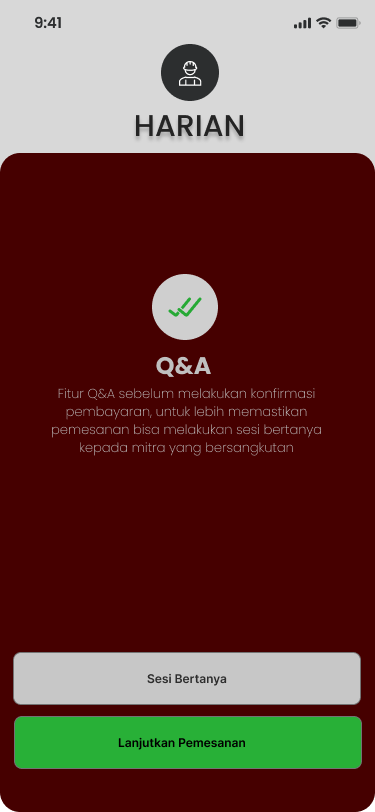 9:41
HARIAN
Q&A
Fitur Q&A sebelum melakukan konfirmasi
pembayaran, untuk lebih memastikan
pemesanan bisa melakukan sesi bertanya
kepada mitra yang bersangkutan
Sesi Bertanya
Lanjutkan Pemesanan